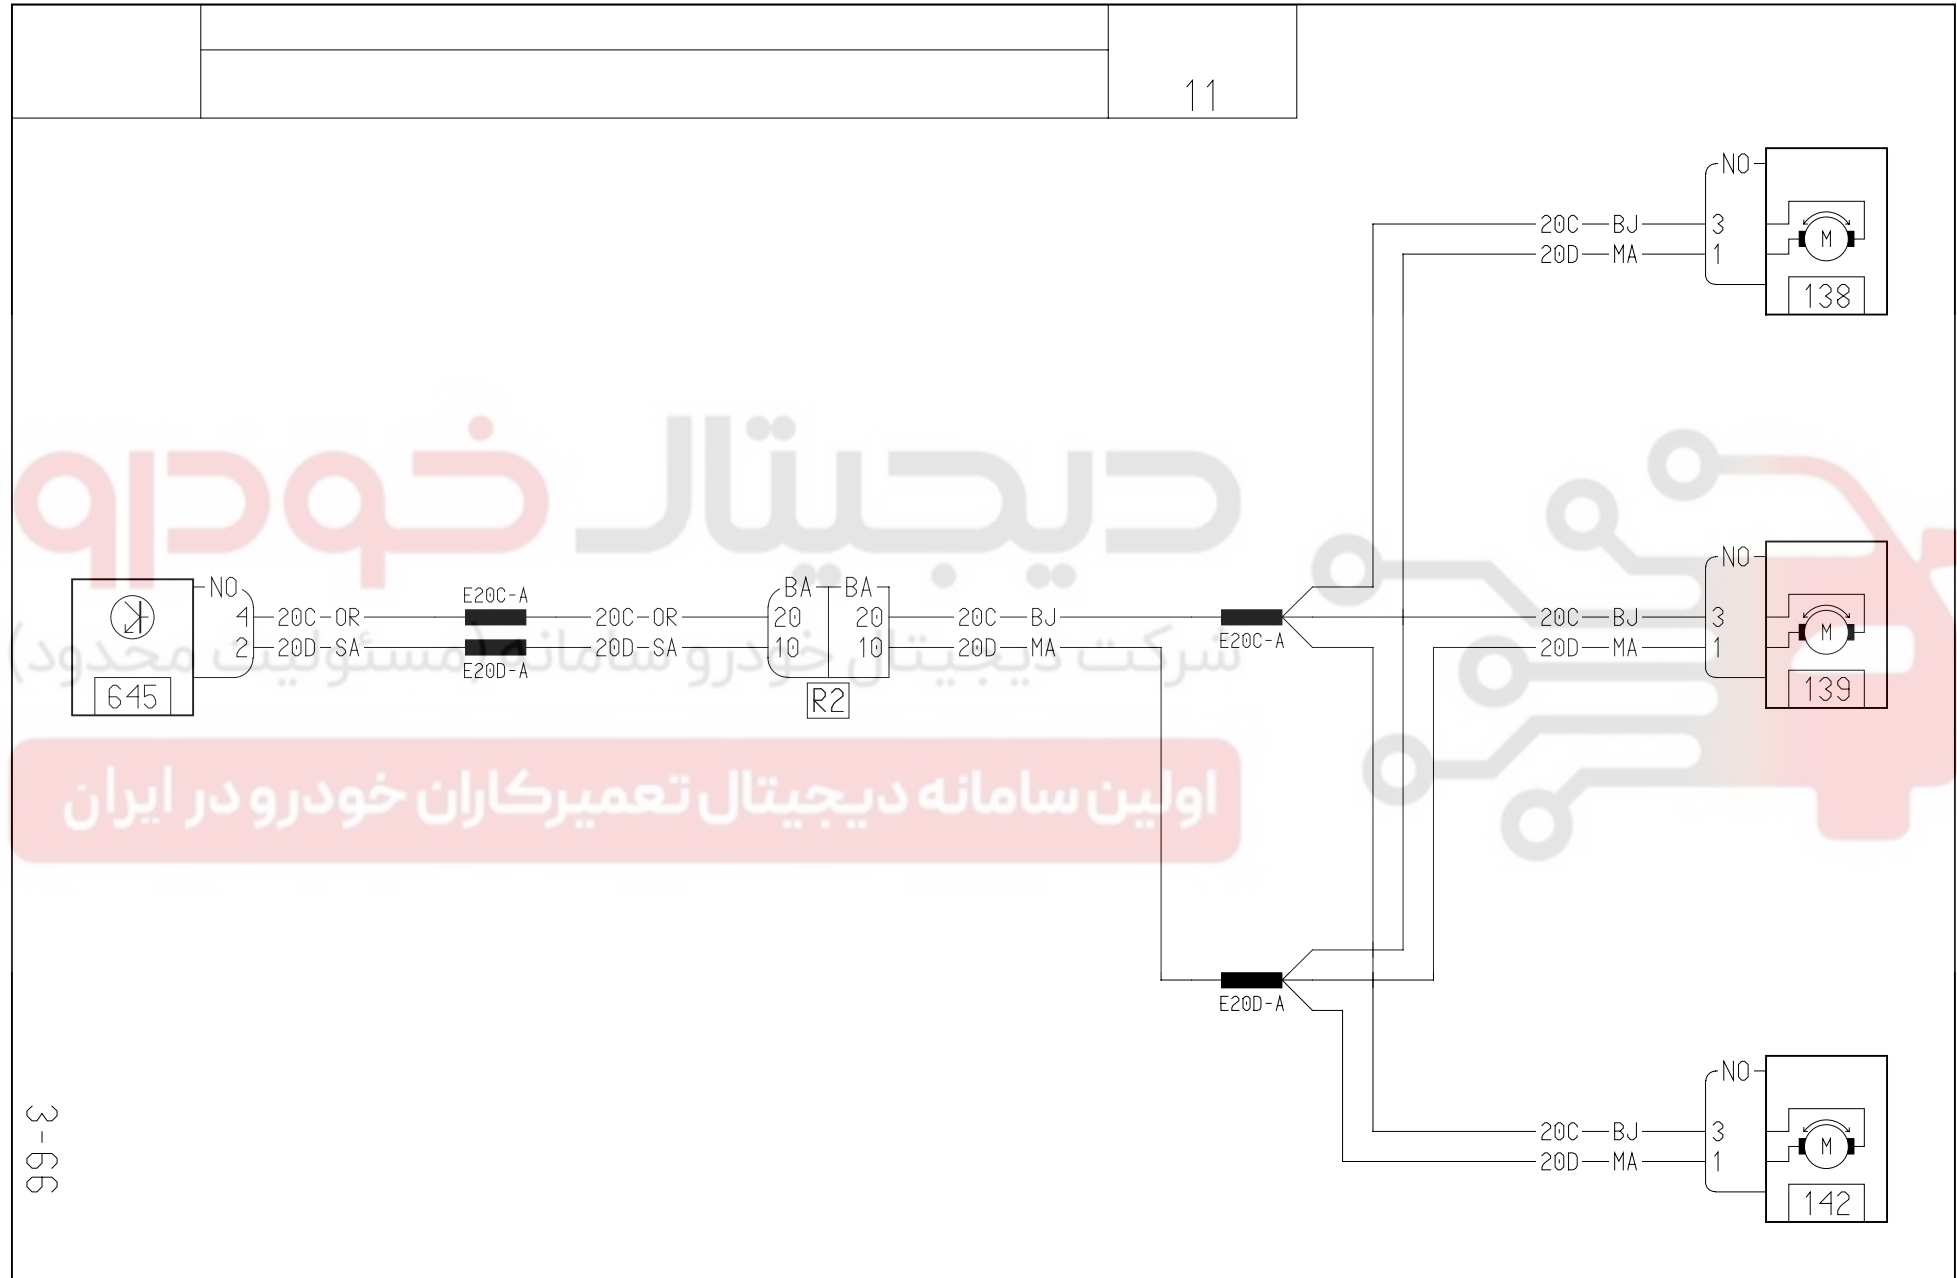 11
NO
20C BJ 3
20D MA 1
M
138
دیجیتال خودرو
NO
4 20C-OR
2 20D-SA
645
E20C-A
E20D-A
20C-OR
20D-SA
BA BA
20 20
10 10
R2
20C BJ
20D MA
E20C-A
NO
20C BJ 3
20D MA 1
M
139
شرکت دیجیتال خودرو سامانه (مسئولیت محدود)
اولین سامانه دیجیتال تعمیرکاران خودرو در ایران
E20D-A
NO
20C BJ 3
20D MA 1
M
142
3-66